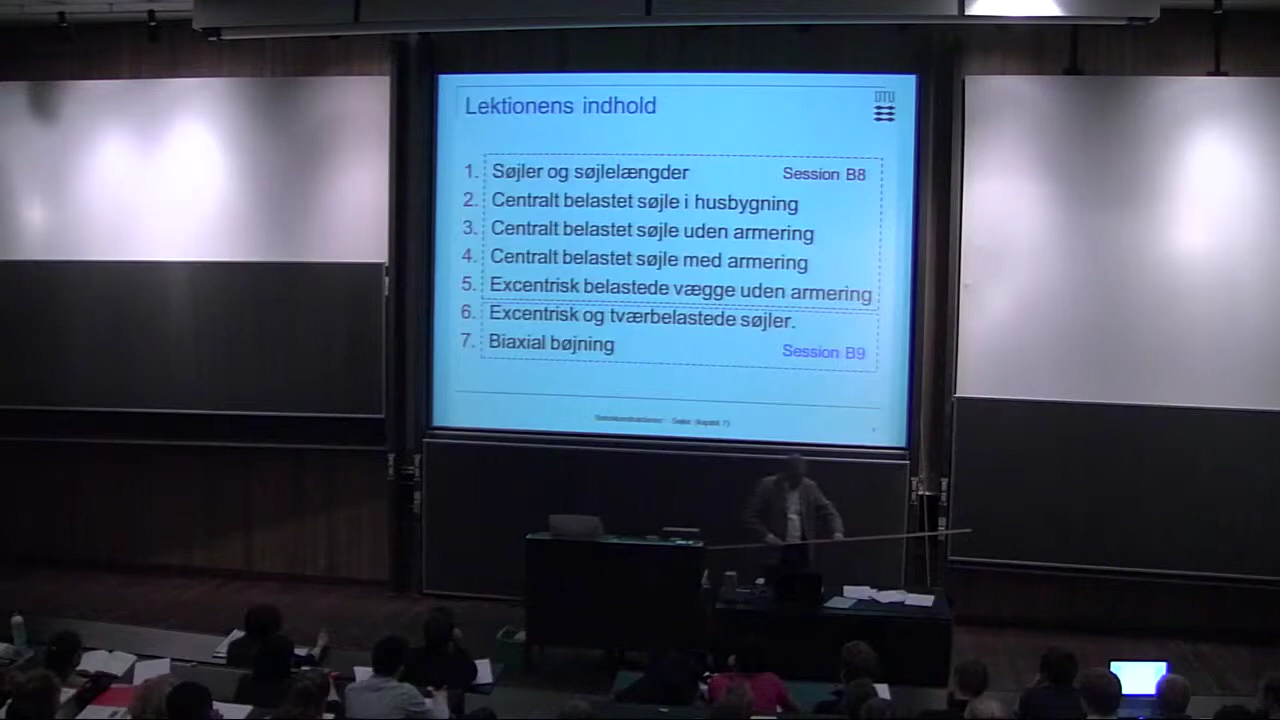 Lektionens indhold
DTU
1. Søjler og søjlelængder Session B8
2. Centralt belastet søjle i husbygning
3. Centralt belastet søjle uden armering
4. Centralt belastet søjle med armering
5. Excentrisk belastede vægge uden armering
6. Excentrisk og tværbelastede søjler.
7. Biaxial bøjning Session B9